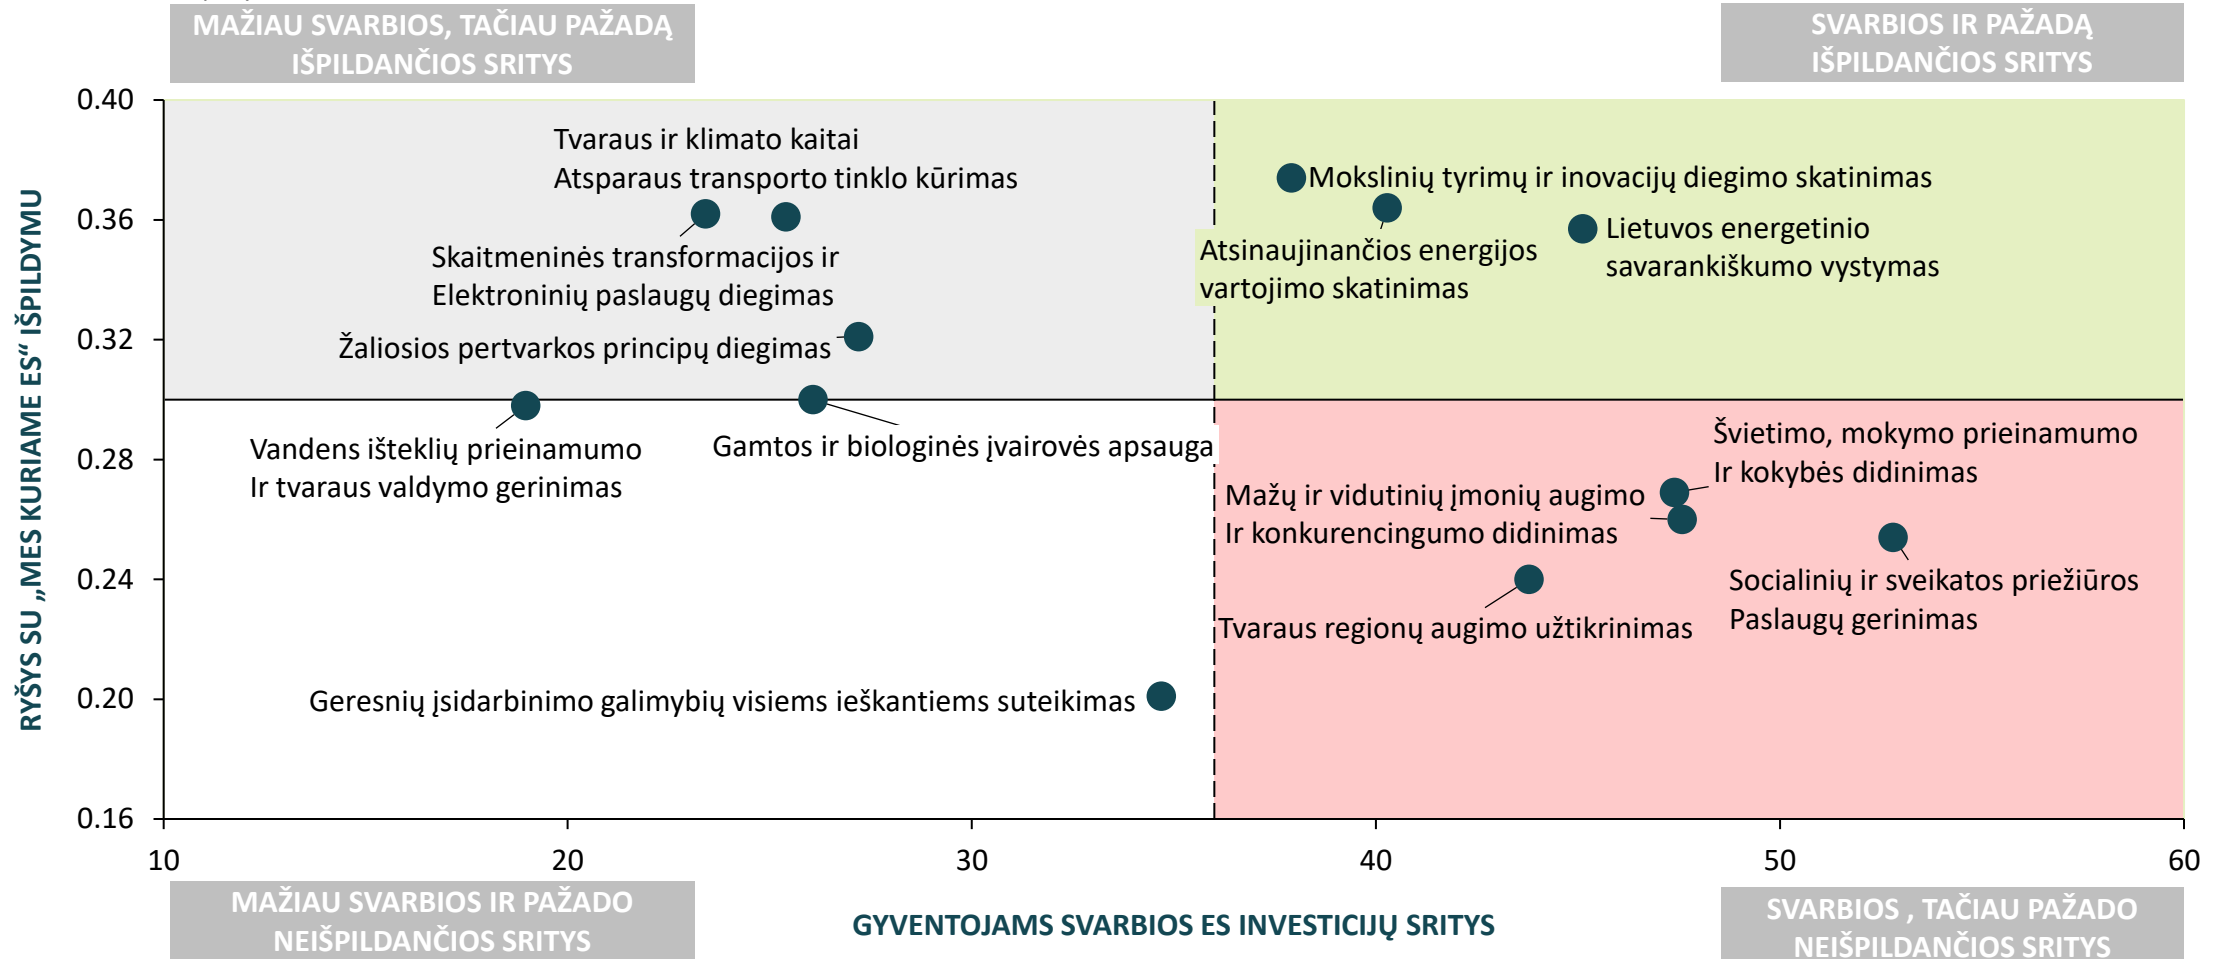 MAŽIAU SVARBIOS, TAČIAU PAŽADĄ
IŠPILDANČIOS SRITYS
SVARBIOS IR PAŽADĄ
IŠPILDANČIOS SRITYS
RYŠYS SU „MES KURIAME ES“ IŠPILDYMU
0.40
0.36
0.32
0.28
0.24
0.20
0.16
Tvaraus ir klimato kaitai
Atsparaus transporto tinklo kūrimas
Skaitmeninės transformacijos ir
Elektroninių paslaugų diegimas
Žaliosios pertvarkos principų diegimas
Mokslinių tyrimų ir inovacijų diegimo skatinimas
Atsinaujinančios energijos
vartojimo skatinimas
Lietuvos energetinio
savarankiškumo vystymas
Vandens išteklių prieinamumo
Ir tvaraus valdymo gerinimas
Gamtos ir biologinės įvairovės apsauga
Geresnių įsidarbinimo galimybių visiems ieškantiems suteikimas
Švietimo, mokymo prieinamumo
Ir kokybės didinimas
Mažų ir vidutinių įmonių augimo
Ir konkurencingumo didinimas
Socialinių ir sveikatos priežiūros
Paslaugų gerinimas
Tvaraus regionų augimo užtikrinimas
10
20
30
40
50
60
MAŽIAU SVARBIOS IR PAŽADO
NEIŠPILDANČIOS SRITYS
GYVENTOJAMS SVARBIOS ES INVESTICIJŲ SRITYS
SVARBIOS , TAČIAU PAŽADO
NEIŠPILDANČIOS SRITYS